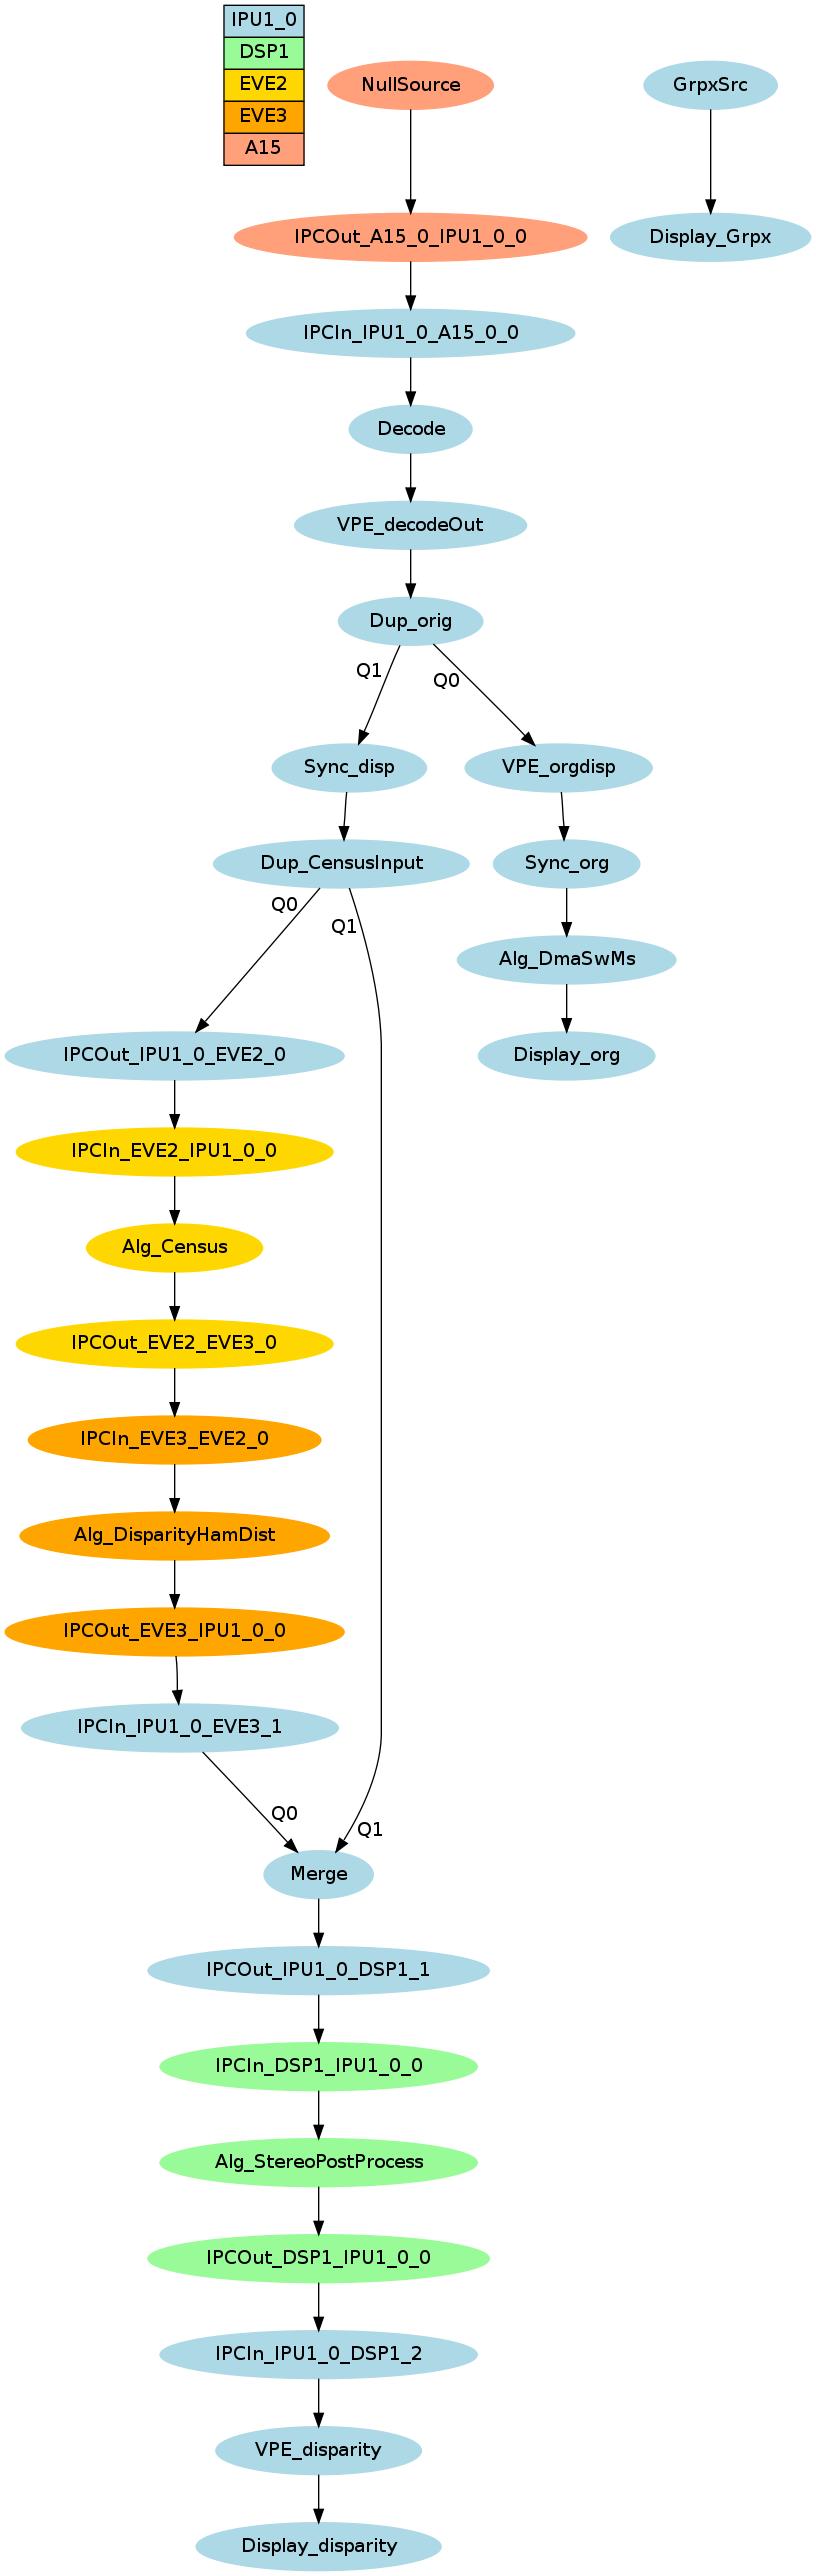 IPU1_0
DSP1
EVE2
EVE3
A15
NullSource
GrpxSrc
IPCOut_A15_0_IPU1_0_0
Display_Grpx
IPCIn_IPU1_0_A15_0_0
Decode
VPE_decodeOut
Dup_orig
Q1
Q0
Sync_disp
VPE_orgdisp
Dup_CensusInput
Sync_org
Q0
Q1
Alg_DmaSwMs
IPCOut_IPU1_0_EVE2_0
Display_org
IPCIn_EVE2_IPU1_0_0
Alg_Census
IPCOut_EVE2_EVE3_0
IPCIn_EVE3_EVE2_0
Alg_DisparityHamDist
IPCOut_EVE3_IPU1_0_0
IPCIn_IPU1_0_EVE3_1
Q0
Q1
Merge
IPCOut_IPU1_0_DSP1_1
IPCIn_DSP1_IPU1_0_0
Alg_StereoPostProcess
IPCOut_DSP1_IPU1_0_0
IPCIn_IPU1_0_DSP1_2
VPE_disparity
Display_disparity